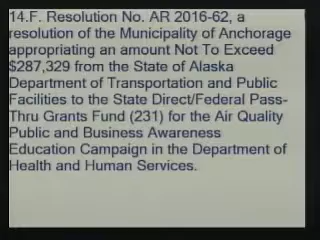 14.F. Resolution No. AR 2016-62, a
resolution of the Municipality of Anchorage
appropriating an amount Not To Exceed
$287,329 from the State of Alaska
Department of Transportation and Public
Facilities to the State Direct/Federal Pass-
Thru Grants Fund (231) for the Air Quality
Public and Business Awareness
Education Campaign in the Department of
Health and Human Services.